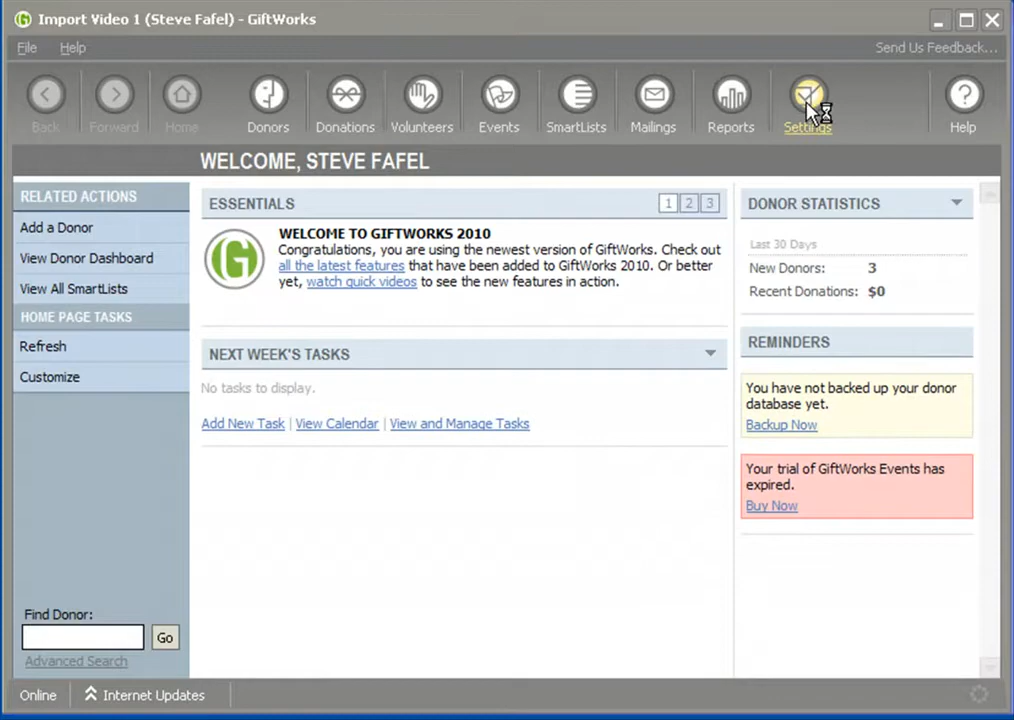 Import Video 1 (Steve Fafel) - GiftWorks
File Help Send Us Feedback...
Back Forward Home Donors Donations Volunteers Events SmartLists Mailings Reports Settings Help
WELCOME, STEVE FAFEL
RELATED ACTIONS
Add a Donor
View Donor Dashboard
View All SmartLists
HOME PAGE TASKS
Refresh
Customize
Find Donor:
Go
Advanced Search
ESSENTIALS 1 2 3
WELCOME TO GIFTWORKS 2010
Congratulations, you are using the newest version of GiftWorks. Check out
all the latest features that have been added to GiftWorks 2010. Or better
yet, watch quick videos to see the new features in action.
NEXT WEEK'S TASKS
No tasks to display.
Add New Task | View Calendar | View and Manage Tasks
DONOR STATISTICS
Last 30 Days
New Donors: 3
Recent Donations: $0
REMINDERS
You have not backed up your donor
database yet.
Backup Now
Your trial of GiftWorks Events has
expired.
Buy Now
Online Internet Updates